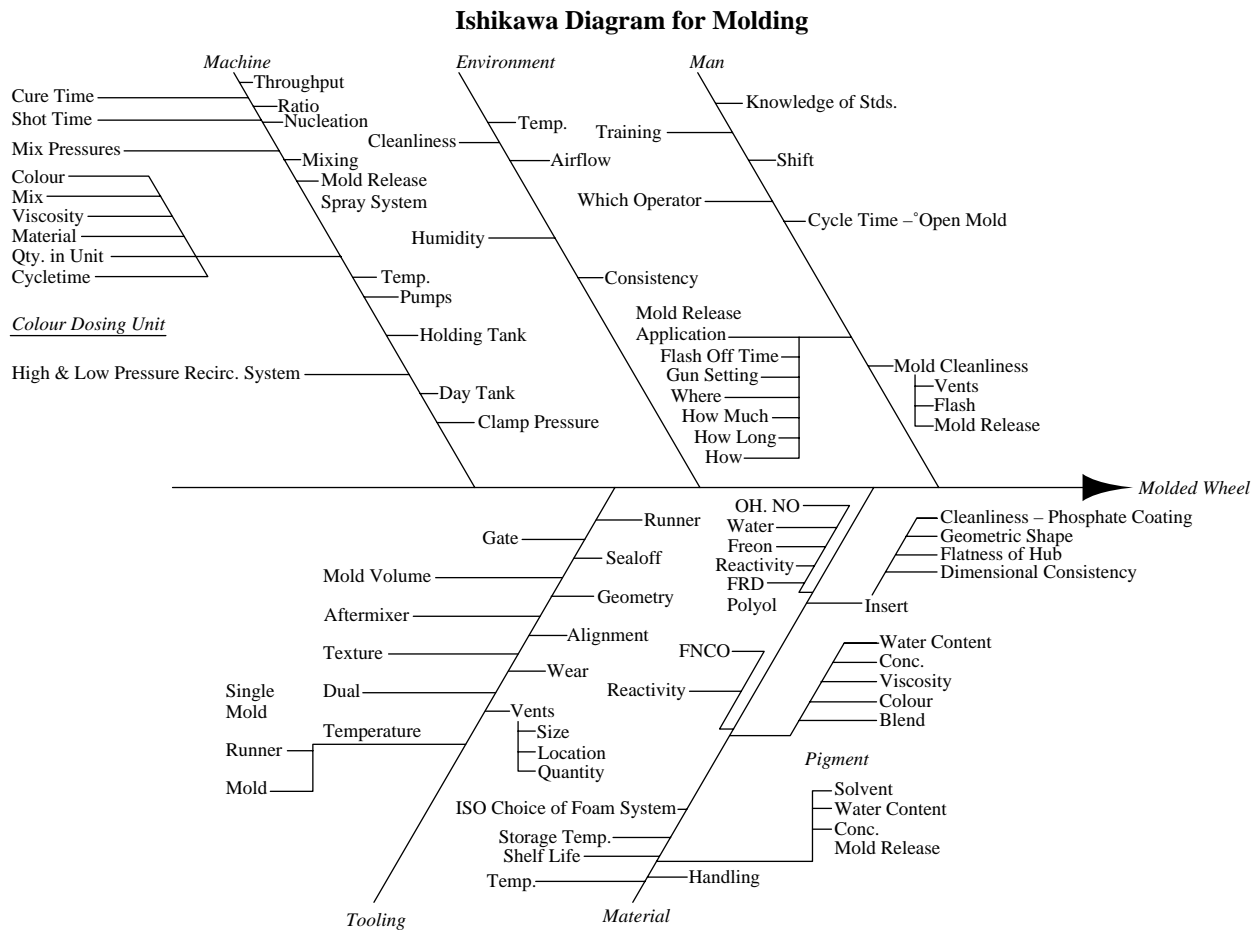 Ishikawa Diagram for Molding
Machine
Environment
Man
Throughput
Cure Time
Ratio
Shot Time
Nucleation
Mix Pressures
Mixing
Mold Release
Spray System
Colour
Mix
Viscosity
Material
Qty. in Unit
Cycletime
Temp.
Pumps
Colour Dosing Unit
Holding Tank
High & Low Pressure Recirc. System
Day Tank
Clamp Pressure
Temp.
Cleanliness
Airflow
Humidity
Consistency
Knowledge of Stds.
Training
Shift
Which Operator
Cycle Time –˚Open Mold
Mold Release
Application
Flash Off Time
Gun Setting
Where
How Much
How Long
How
Mold Cleanliness
Vents
Flash
Mold Release
Molded Wheel
Runner
Gate
Sealoff
Mold Volume
Geometry
Aftermixer
Alignment
Texture
Wear
Single
Mold
Dual
Vents
Size
Location
Quantity
Temperature
Runner
Mold
Tooling
OH. NO
Water
Freon
Reactivity
FRD
Polyol
Cleanliness – Phosphate Coating
Geometric Shape
Flatness of Hub
Dimensional Consistency
Insert
FNCO
Reactivity
Water Content
Conc.
Viscosity
Colour
Blend
Pigment
ISO Choice of Foam System
Solvent
Water Content
Conc.
Mold Release
Storage Temp.
Shelf Life
Temp.
Handling
Material